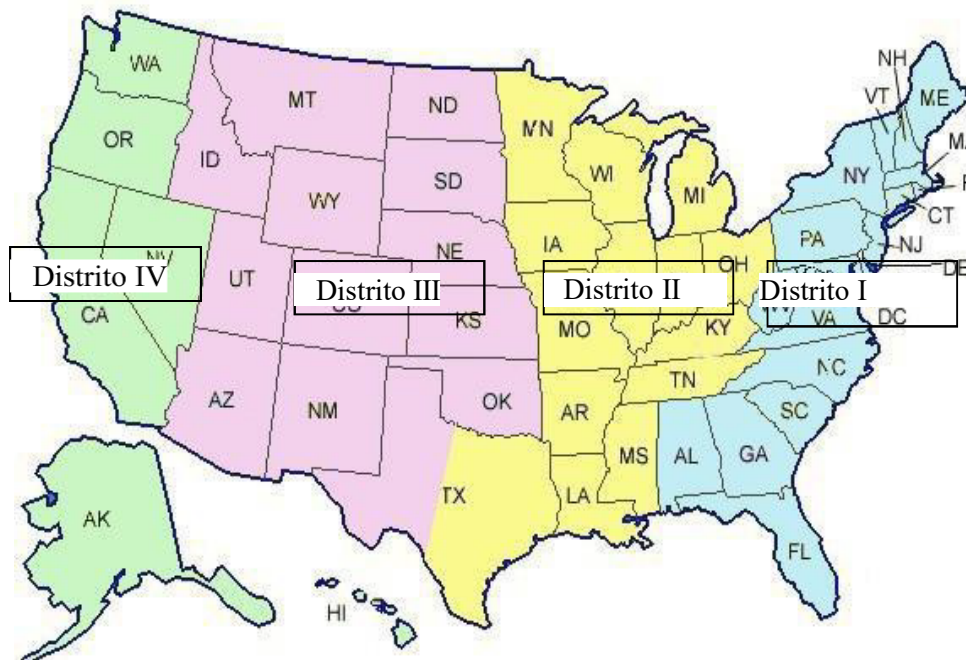 NH
WA
VT
ME
MT
ND
MN
OR
MA
ID
WI
SD
NY
MI
WY
CT
IA
PA
NE
NJ
OH
Distrito IV
NV
UT
Distrito III
Distrito II
Distrito I
DE
CA
KS
MO
KY
VA
DC
TN
NC
AZ
NM
OK
AR
SC
MS
AL
GA
TX
LA
AK
FL
HI